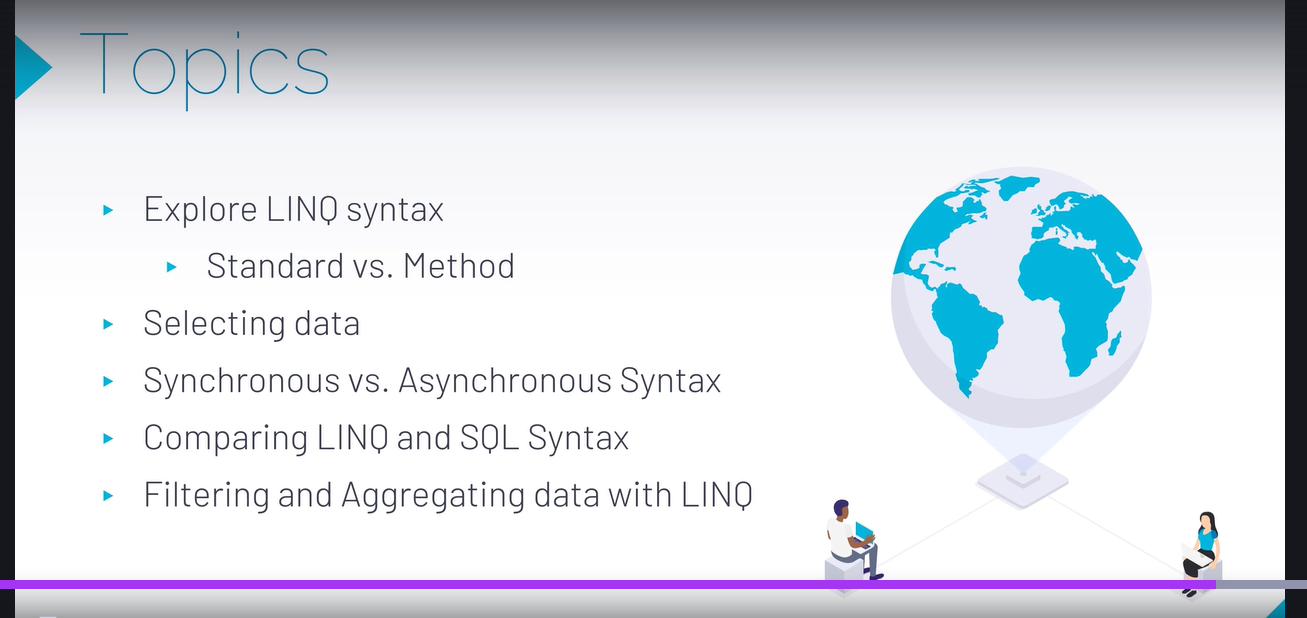 Topics
Explore LINQ syntax
Standard vs. Method
Selecting data
Synchronous vs. Asynchronous Syntax
Comparing LINQ and SQL Syntax
Filtering and Aggregating data with LINQ